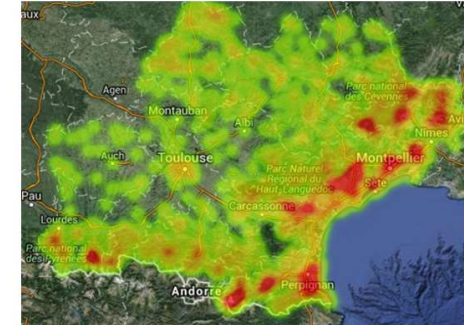 aux
Agen
Montauban
Albi
Parc national
des Cévennes
Avi
Nîmes
Auch
Toulouse
Montpellier
Parc Naturel
Régional du
Haut-Languedoc
Sète
Pau
Carcassonne
Lourdes
Parc national
des Pyrénées
Andorre
Perpignan